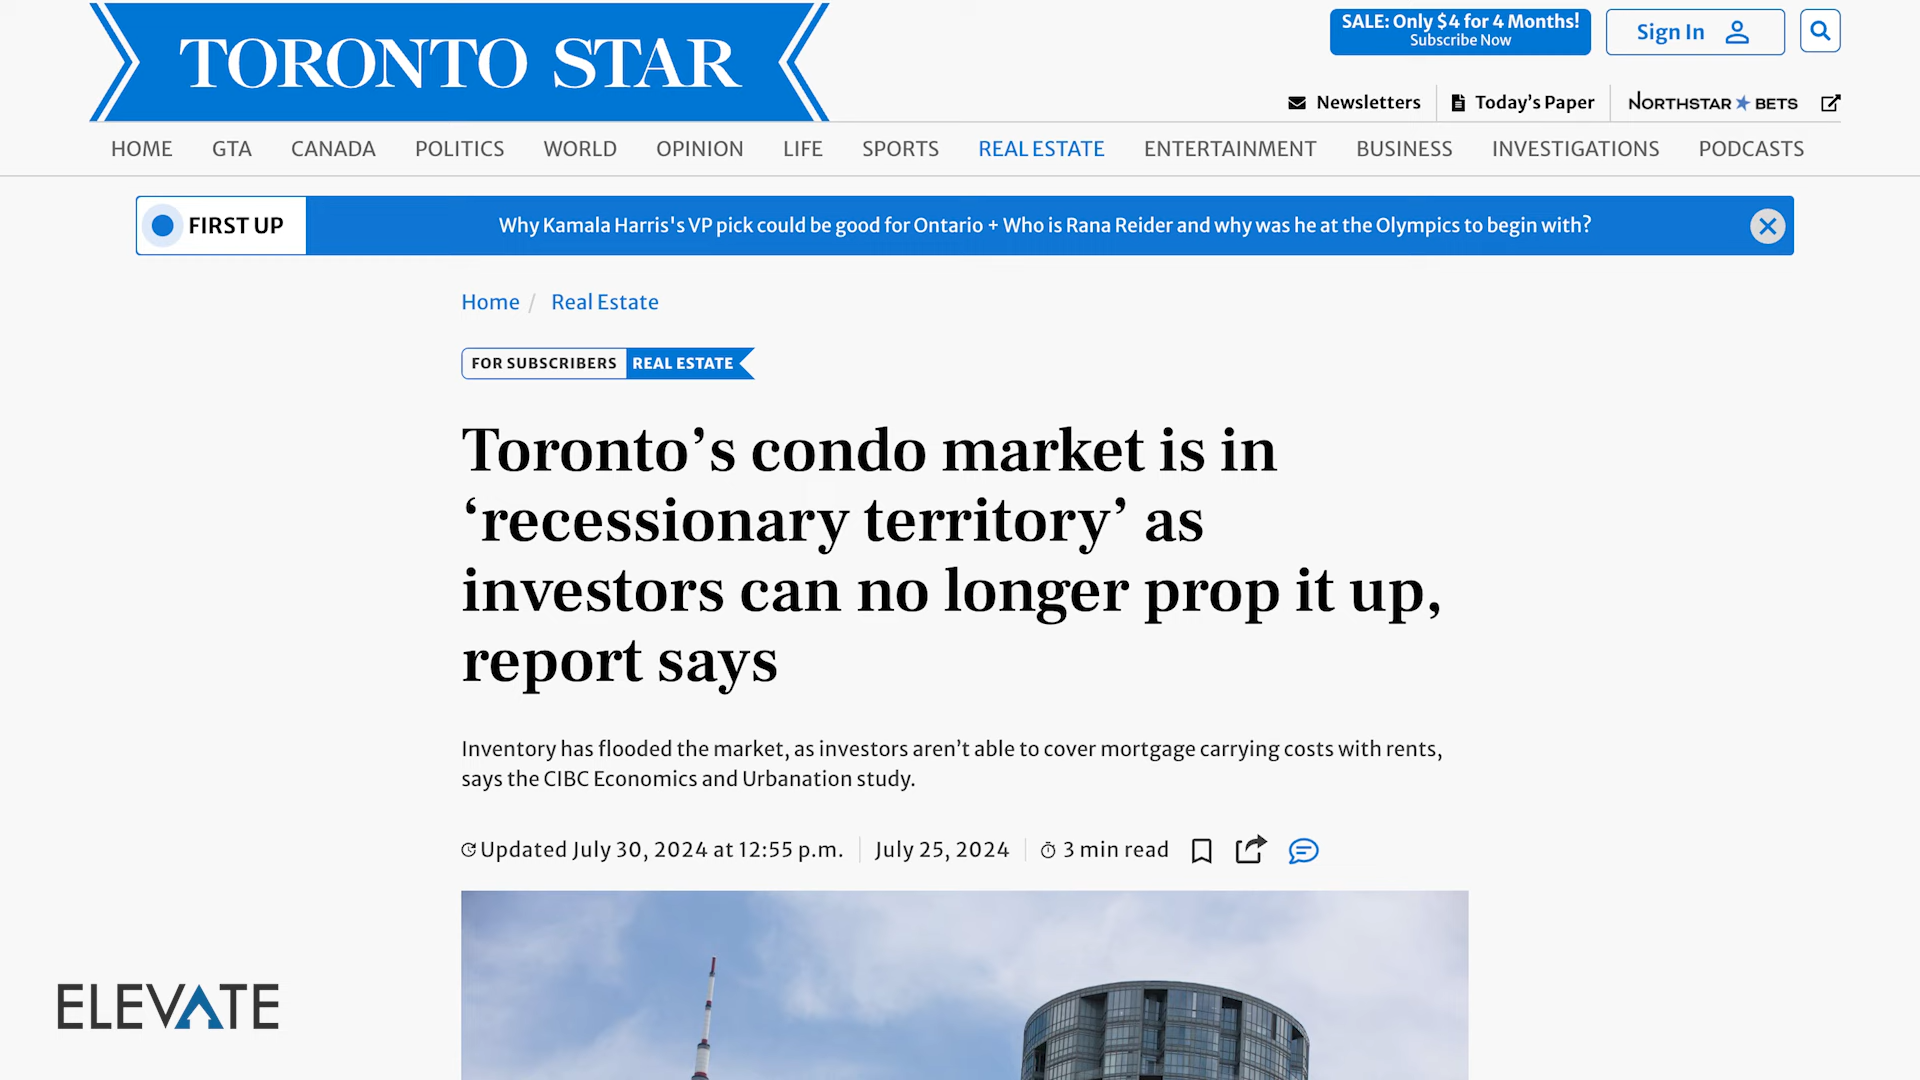 TORONTO STAR
SALE: Only $4 for 4 Months!
Subscribe Now
Sign In
Newsletters
Today's Paper
NORTHSTAR BETS
HOME GTA CANADA POLITICS WORLD OPINION LIFE SPORTS REAL ESTATE ENTERTAINMENT BUSINESS INVESTIGATIONS PODCASTS
FIRST UP
Why Kamala Harris's VP pick could be good for Ontario + Who is Rana Reider and why was he at the Olympics to begin with?
Home / Real Estate
FOR SUBSCRIBERS REAL ESTATE
Toronto’s condo market is in
‘recessionary territory’ as
investors can no longer prop it up,
report says
Inventory has flooded the market, as investors aren’t able to cover mortgage carrying costs with rents,
says the CIBC Economics and Urbanation study.
Updated July 30, 2024 at 12:55 p.m. July 25, 2024 3 min read
ELEVATE